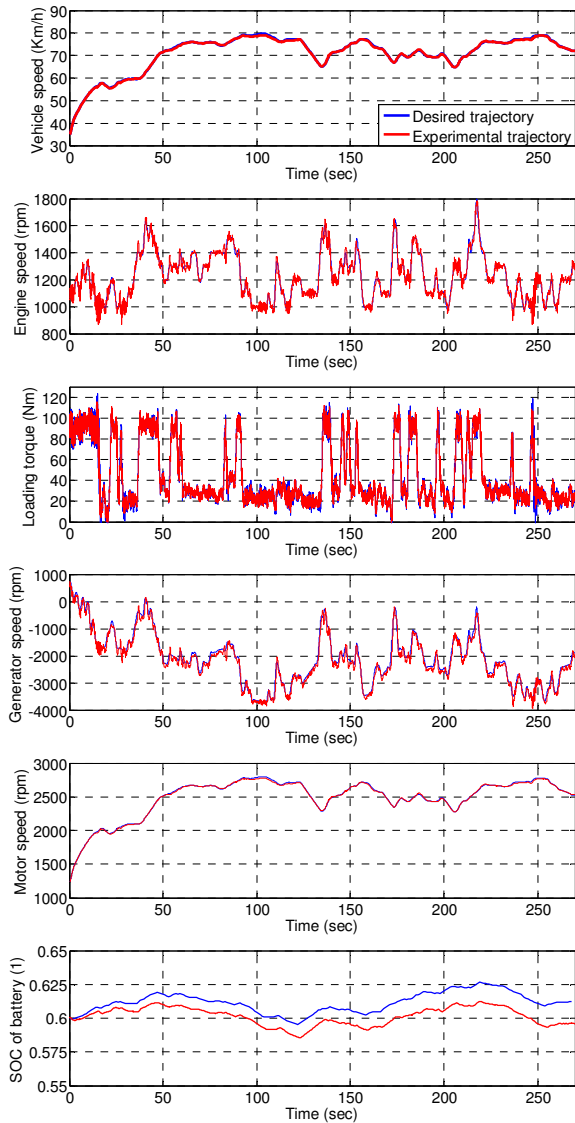 90
80
70
60
50
40
30
Vehicle speed (Km/h)
Desired trajectory
Experimental trajectory
0 50 100 150 200 250
Time (sec)
1800
1600
1400
1200
1000
800
Engine speed (rpm)
0 50 100 150 200 250
Time (sec)
120
100
80
60
40
20
0
Loading torque (Nm)
0 50 100 150 200 250
Time (sec)
1000
0
-1000
-2000
-3000
-4000
Generator speed (rpm)
0 50 100 150 200 250
Time (sec)
3000
2500
2000
1500
1000
Motor speed (rpm)
0 50 100 150 200 250
Time (sec)
0.65
0.625
0.6
0.575
0.55
SOC of battery (1)
0 50 100 150 200 250
Time (sec)